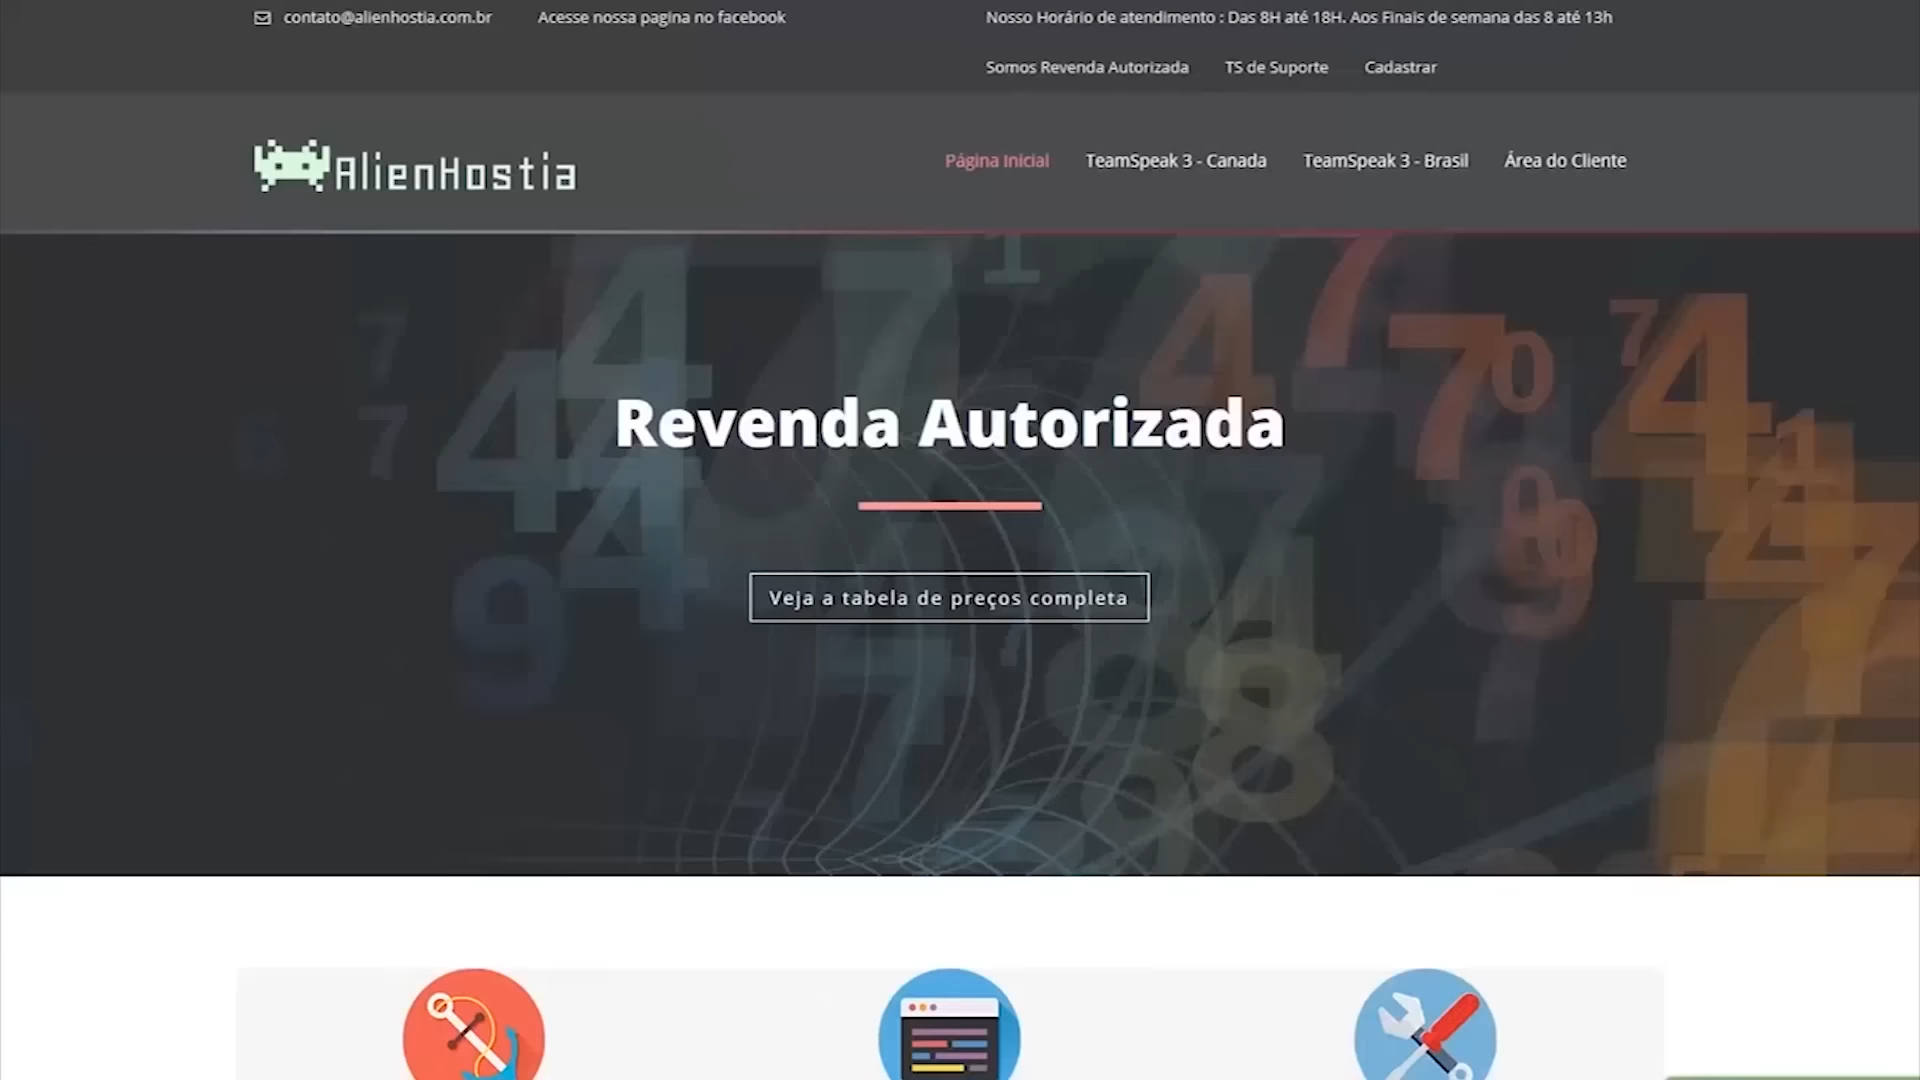 contato@alienhostia.com.br
Acesse nossa pagina no facebook
Nosso Horário de atendimento : Das 8H até 18H. Aos Finais de semana das 8 até 13h
Somos Revenda Autorizada
TS de Suporte
Cadastrar
AlienHostia
Página Inicial
TeamSpeak 3 - Canada
TeamSpeak 3 - Brasil
Área do Cliente
Revenda Autorizada
Veja a tabela de preços completa